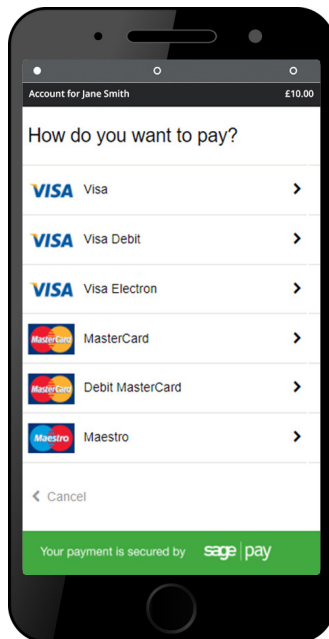 Account for Jane Smith £10.00
How do you want to pay?
VISA Visa
VISA Visa Debit
VISA Visa Electron
MasterCard MasterCard
MasterCard Debit MasterCard
Maestro Maestro
Cancel
Your payment is secured by sage pay